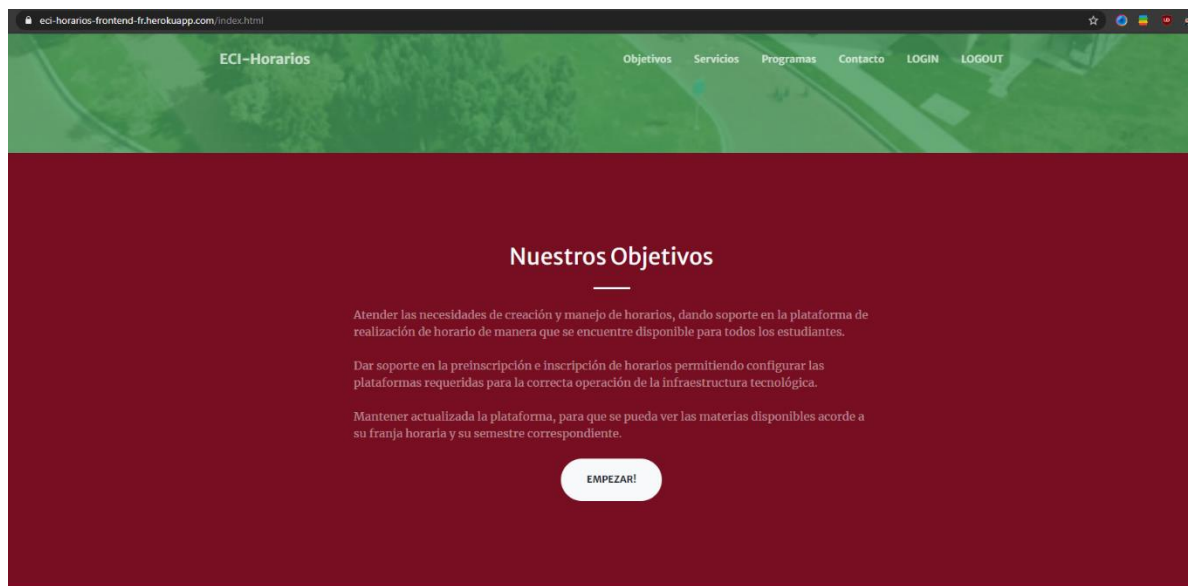 eci-horarios-frontend-fr.herokuapp.com/index.html
ECI-Horarios
Objetivos Servicios Programas Contacto LOGIN LOGOUT
Nuestros Objetivos
Atender las necesidades de creación y manejo de horarios, dando soporte en la plataforma de
realización de horario de manera que se encuentre disponible para todos los estudiantes.
Dar soporte en la preinscripción e inscripción de horarios permitiendo configurar las
plataformas requeridas para la correcta operación de la infraestructura tecnológica.
Mantener actualizada la plataforma, para que se pueda ver las materias disponibles acorde a
su franja horaria y su semestre correspondiente.
EMPEZAR!